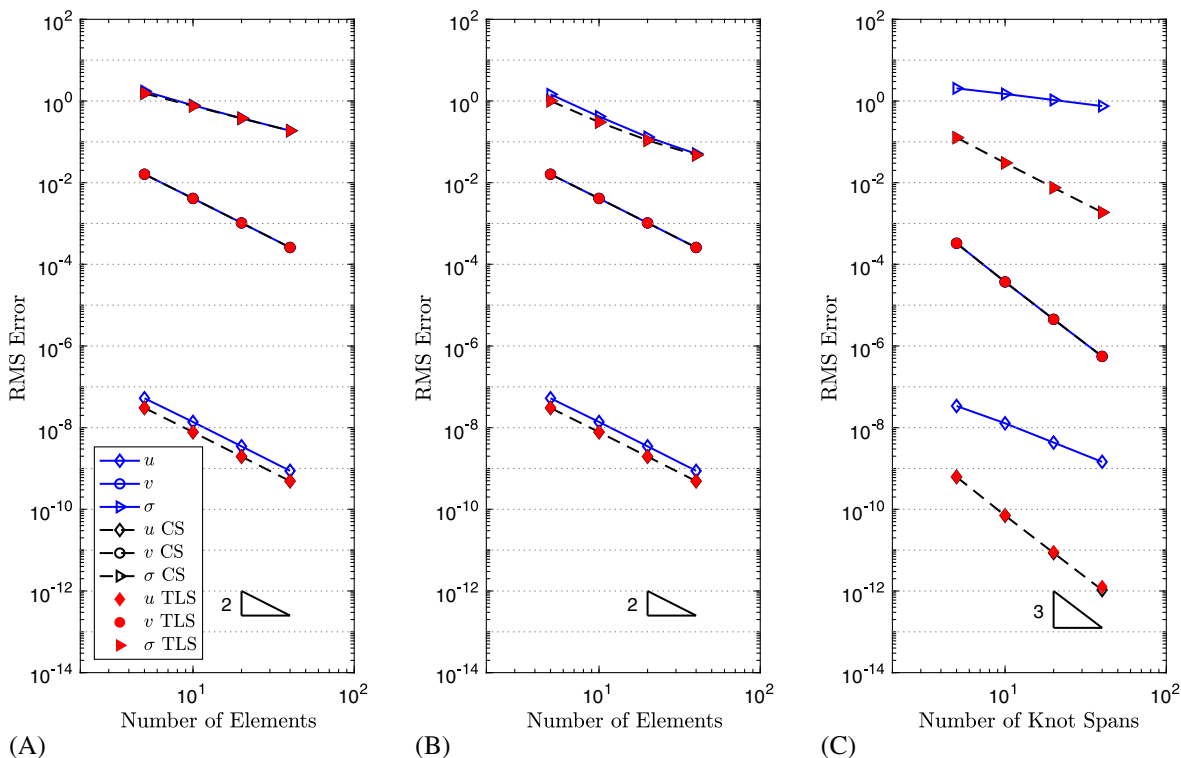 10^2
10^0
10^-2
10^-4
10^-6
10^-8
10^-10
10^-12
10^-14
RMS Error
u
v
σ
u CS
v CS
σ CS
u TLS
v TLS
σ TLS
2
10^1
10^2
Number of Elements
(A)
10^2
10^0
10^-2
10^-4
10^-6
10^-8
10^-10
10^-12
10^-14
RMS Error
2
10^1
10^2
Number of Elements
(B)
10^2
10^0
10^-2
10^-4
10^-6
10^-8
10^-10
10^-12
10^-14
RMS Error
3
10^1
10^2
Number of Knot Spans
(C)